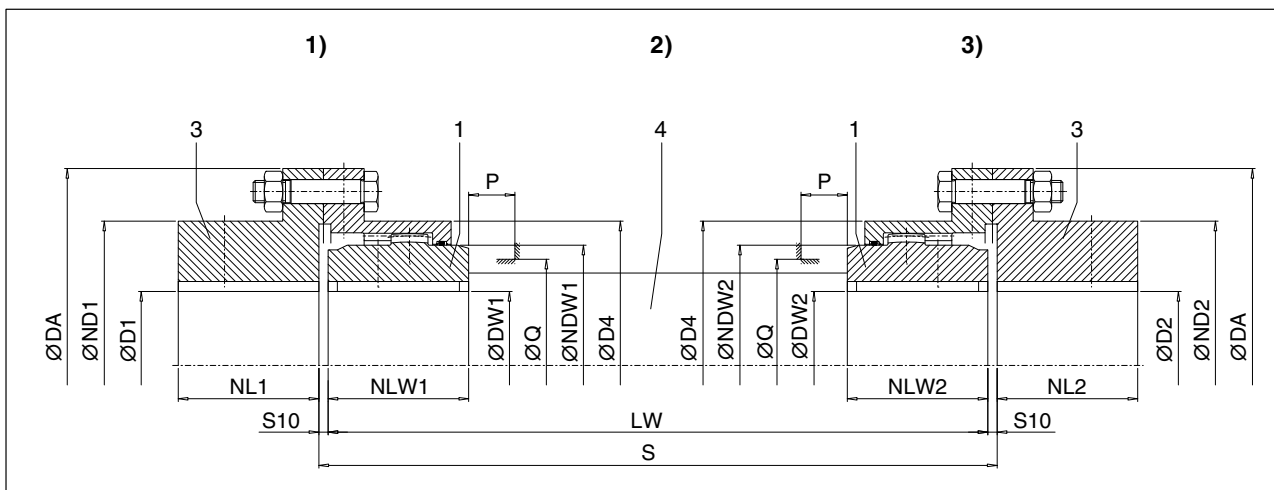 1) 2) 3)
3 1 4 1 3
P P
ØDA ØND1 ØD1 ØDW1 ØQ ØNDW1 ØD4 ØD4 ØNDW2 ØQ ØDW2 ØD2 ØND2 ØDA
NL1 NLW1 NLW2 NL2
S10 LW S10
S